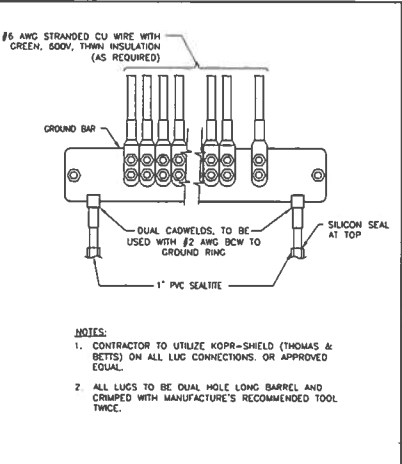 #6 AWG STRANDED CU WIRE WITH
GREEN, 600V, THWN INSULATION
(AS REQUIRED)
GROUND BAR
DUAL CADWELDS, TO BE
USED WITH #2 AWG BCW TO
GROUND RING
SILICON SEAL
AT TOP
1" PVC SEALTITE
NOTES:
1. CONTRACTOR TO UTILIZE KOPR-SHIELD (THOMAS &
BETTS) ON ALL LUG CONNECTIONS. OR APPROVED
EQUAL.
2 ALL LUGS TO BE DUAL HOLE LONG BARREL AND
CRIMPED WITH MANUFACTURE'S RECOMMENDED TOOL
TWICE.